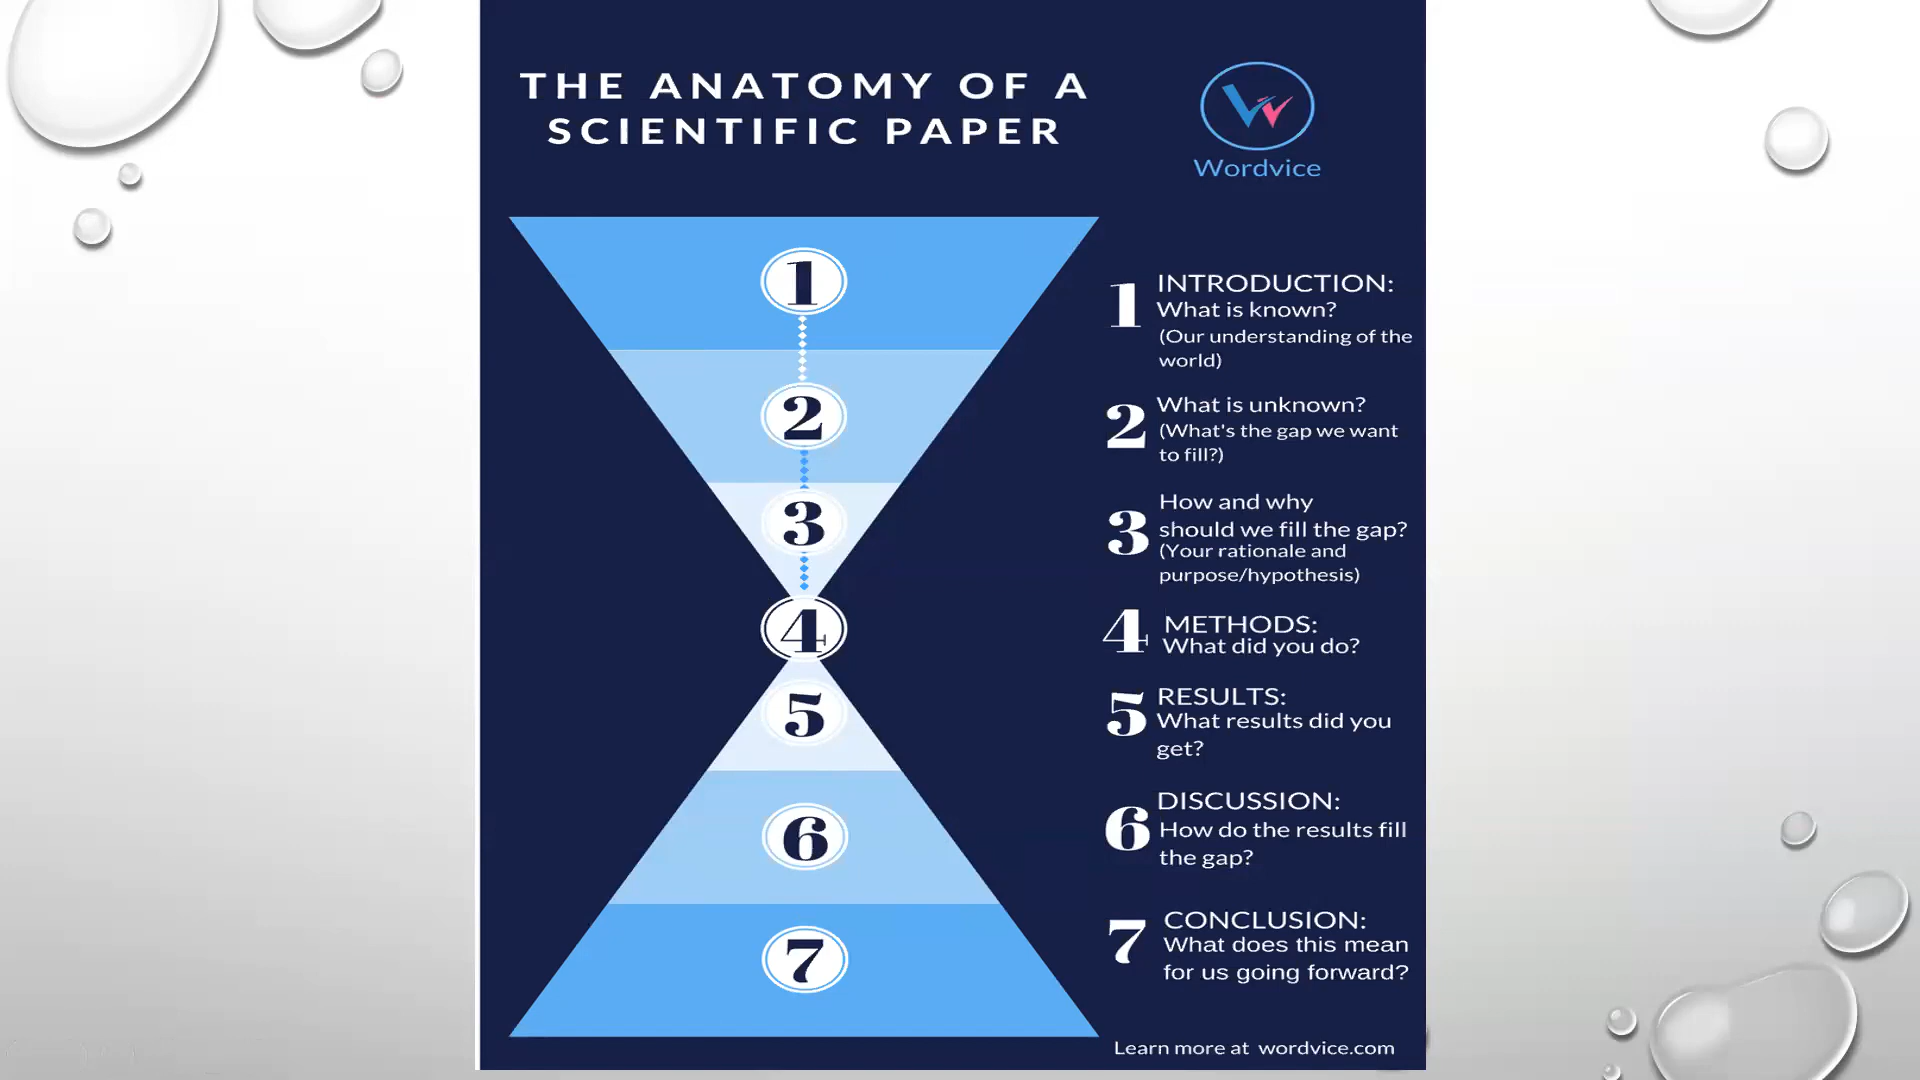 THE ANATOMY OF A
SCIENTIFIC PAPER
Wordvice
1
2
3
4
5
6
7
1 INTRODUCTION:
What is known?
(Our understanding of the
world)
2 What is unknown?
(What's the gap we want
to fill?)
3 How and why
should we fill the gap?
(Your rationale and
purpose/hypothesis)
4 METHODS:
What did you do?
5 RESULTS:
What results did you
get?
6 DISCUSSION:
How do the results fill
the gap?
7 CONCLUSION:
What does this mean
for us going forward?
Learn more at wordvice.com